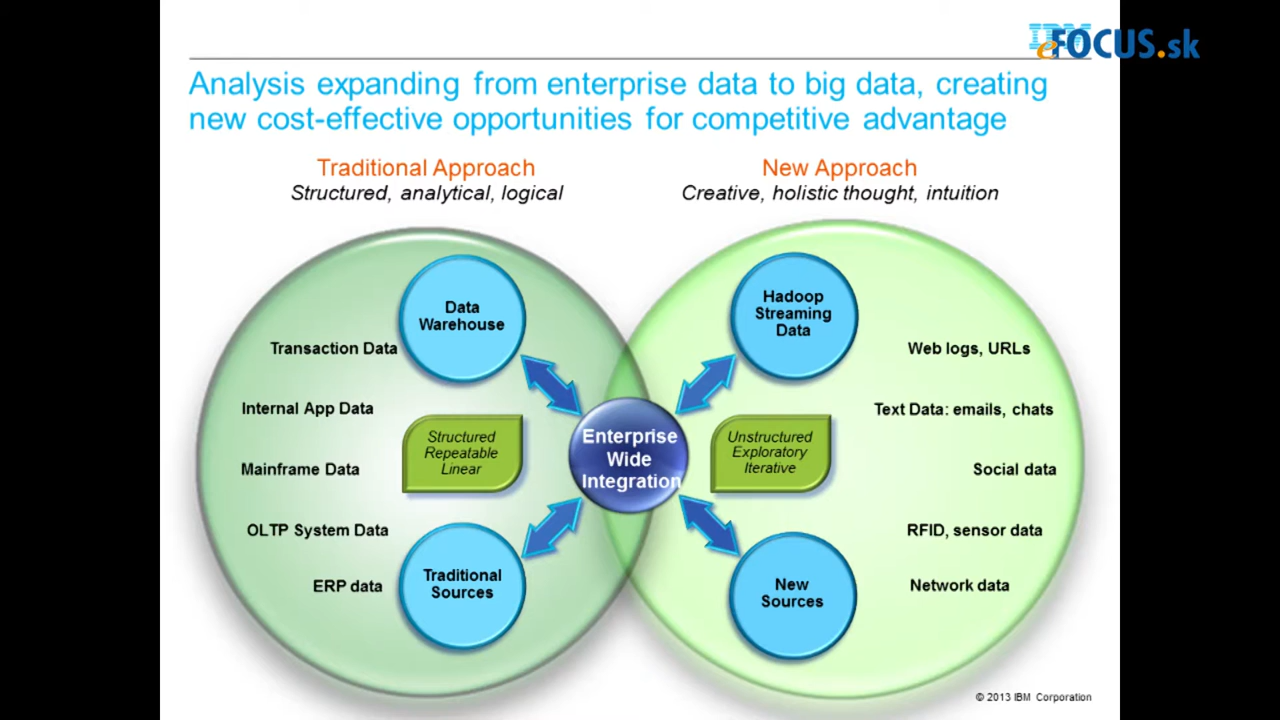 IBM
eFOCUS.sk
Analysis expanding from enterprise data to big data, creating
new cost-effective opportunities for competitive advantage
Traditional Approach
Structured, analytical, logical
New Approach
Creative, holistic thought, intuition
Data
Warehouse
Hadoop
Streaming
Data
Transaction Data
Internal App Data
Mainframe Data
OLTP System Data
ERP data
Structured
Repeatable
Linear
Enterprise
Wide
Integration
Unstructured
Exploratory
Iterative
Web logs, URLs
Text Data: emails, chats
Social data
RFID, sensor data
Network data
Traditional
Sources
New
Sources
© 2013 IBM Corporation